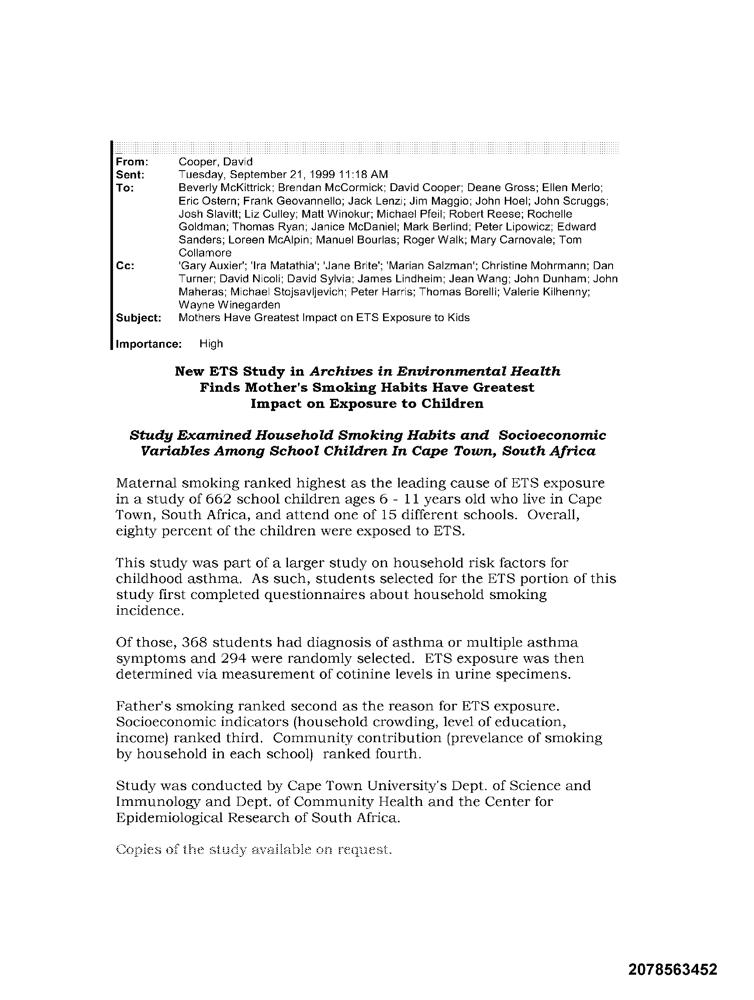 From: Cooper, David
Sent: Tuesday, September 21, 1999 11:18 AM
To: Beverly McKittrick; Brendan McCormick; David Cooper; Deane Gross; Ellen Merlo;
Eric Ostern; Frank Geovannello; Jack Lenzi; Jim Maggio; John Hoel; John Scruggs;
Josh Slavitt; Liz Culley; Matt Winokur; Michael Pfeil; Robert Reese; Rochelle
Goldman; Thomas Ryan; Janice McDaniel; Mark Berlind; Peter Lipowicz; Edward
Sanders; Loreen McAlpin; Manuel Bourlas; Roger Walk; Mary Carnovale; Tom
Collamore
Cc: 'Gary Auxier'; 'Ira Matathia'; 'Jane Brite'; 'Marian Salzman'; Christine Mohrmann; Dan
Turner; David Nicoli; David Sylvia; James Lindheim; Jean Wang; John Dunham; John
Maheras; Michael Stojsavljevich; Peter Harris; Thomas Borelli; Valerie Kilhenny;
Wayne Winegarden
Subject: Mothers Have Greatest Impact on ETS Exposure to Kids
Importance: High
New ETS Study in Archives in Environmental Health
Finds Mother's Smoking Habits Have Greatest
Impact on Exposure to Children
Study Examined Household Smoking Habits and Socioeconomic
Variables Among School Children In Cape Town, South Africa
Maternal smoking ranked highest as the leading cause of ETS exposure
in a study of 662 school children ages 6 - 11 years old who live in Cape
Town, South Africa, and attend one of 15 different schools. Overall,
eighty percent of the children were exposed to ETS.
This study was part of a larger study on household risk factors for
childhood asthma. As such, students selected for the ETS portion of this
study first completed questionnaires about household smoking
incidence.
Of those, 368 students had diagnosis of asthma or multiple asthma
symptoms and 294 were randomly selected. ETS exposure was then
determined via measurement of cotinine levels in urine specimens.
Father's smoking ranked second as the reason for ETS exposure.
Socioeconomic indicators (household crowding, level of education,
income) ranked third. Community contribution (prevelance of smoking
by household in each school) ranked fourth.
Study was conducted by Cape Town University's Dept. of Science and
Immunology and Dept. of Community Health and the Center for
Epidemiological Research of South Africa.
Copies of the study available on request.
2078563452